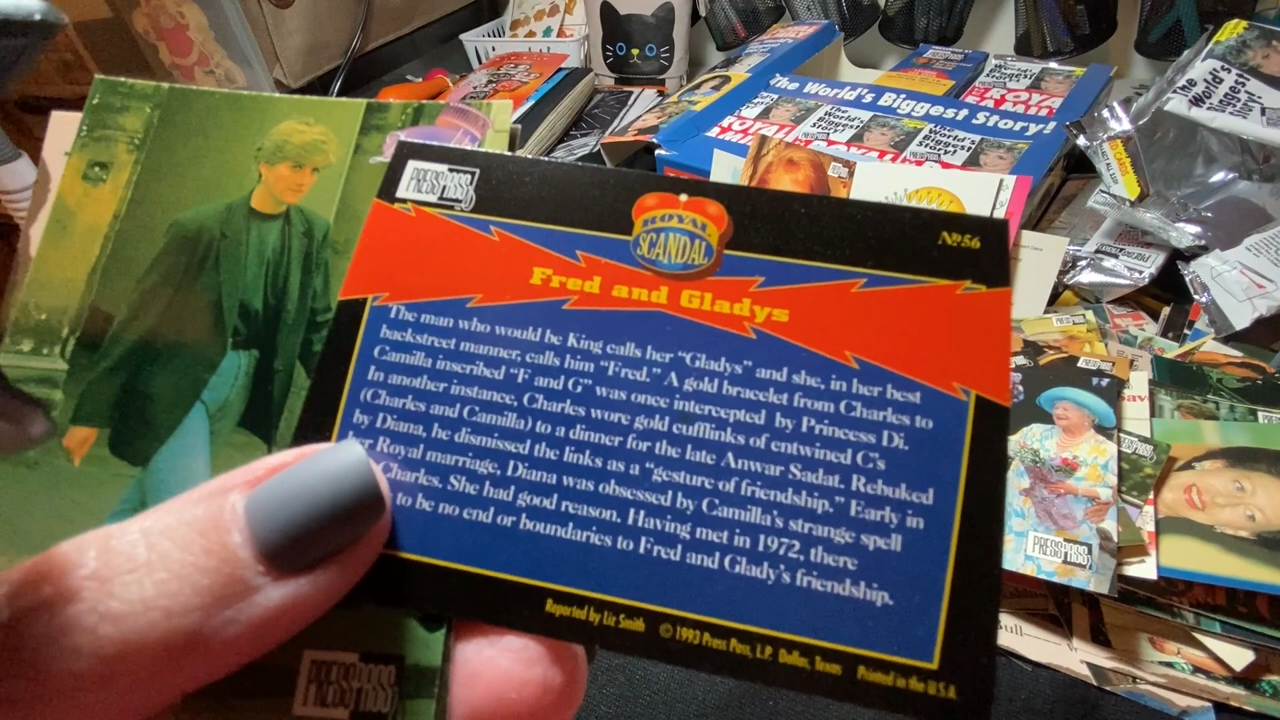 The World's Biggest Story!
World's
Biggest
Story!
PRESS PASS
ROYAL
SCANDAL
No 56
Fred and Gladys
The man who would be King calls her "Gladys" and she, in her best
backstreet manner, calls him "Fred." A gold bracelet from Charles to
Camilla inscribed "F and G" was once intercepted by Princess Di.
In another instance, Charles wore gold cufflinks of entwined C's
(Charles and Camilla) to a dinner for the late Anwar Sadat. Rebuked
by Diana, he dismissed the links as a "gesture of friendship." Early in
Royal marriage, Diana was obsessed by Camilla's strange spell
Charles. She had good reason. Having met in 1972, there
to be no end or boundaries to Fred and Glady's friendship.
Reported by Liz Smith © 1993 Press Pass, L.P. Dallas, Texas Printed in the U.S.A.
PRESS PASS
PRESS PASS